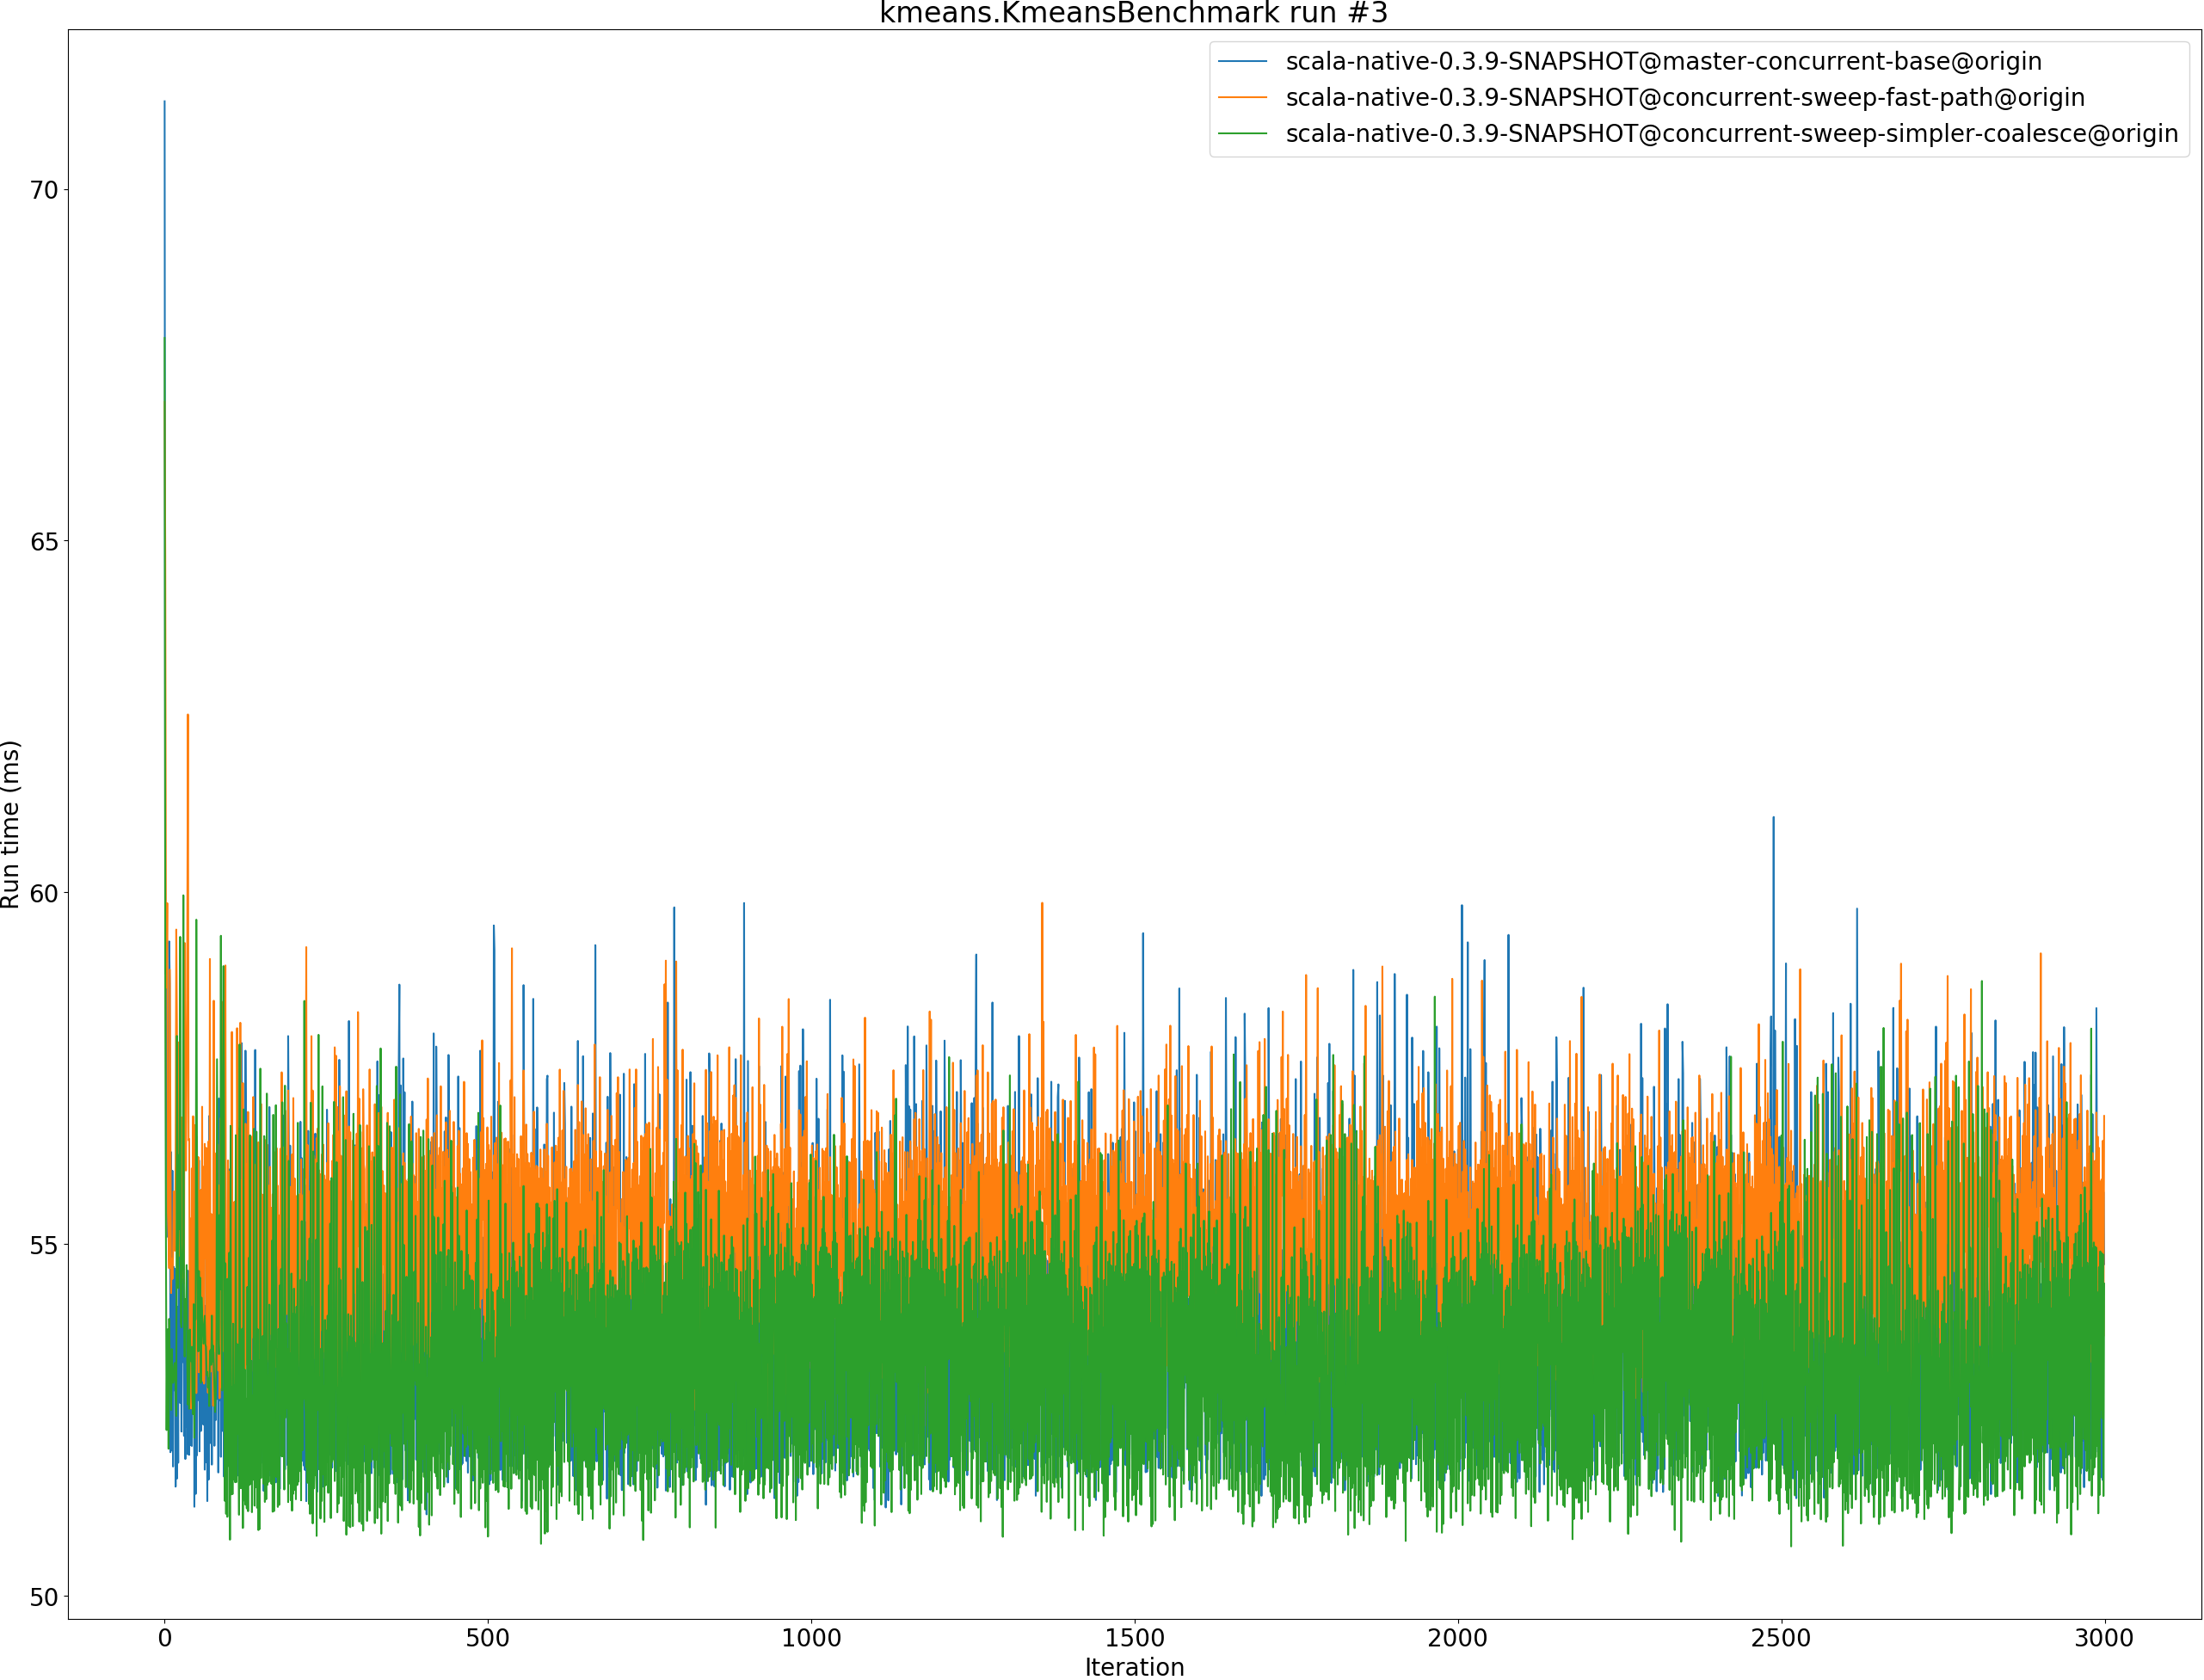 kmeans.KmeansBenchmark run #3
scala-native-0.3.9-SNAPSHOT@master-concurrent-base@origin
scala-native-0.3.9-SNAPSHOT@concurrent-sweep-fast-path@origin
scala-native-0.3.9-SNAPSHOT@concurrent-sweep-simpler-coalesce@origin
70
65
60
55
50
Run time (ms)
0 500 1000 1500 2000 2500 3000
Iteration